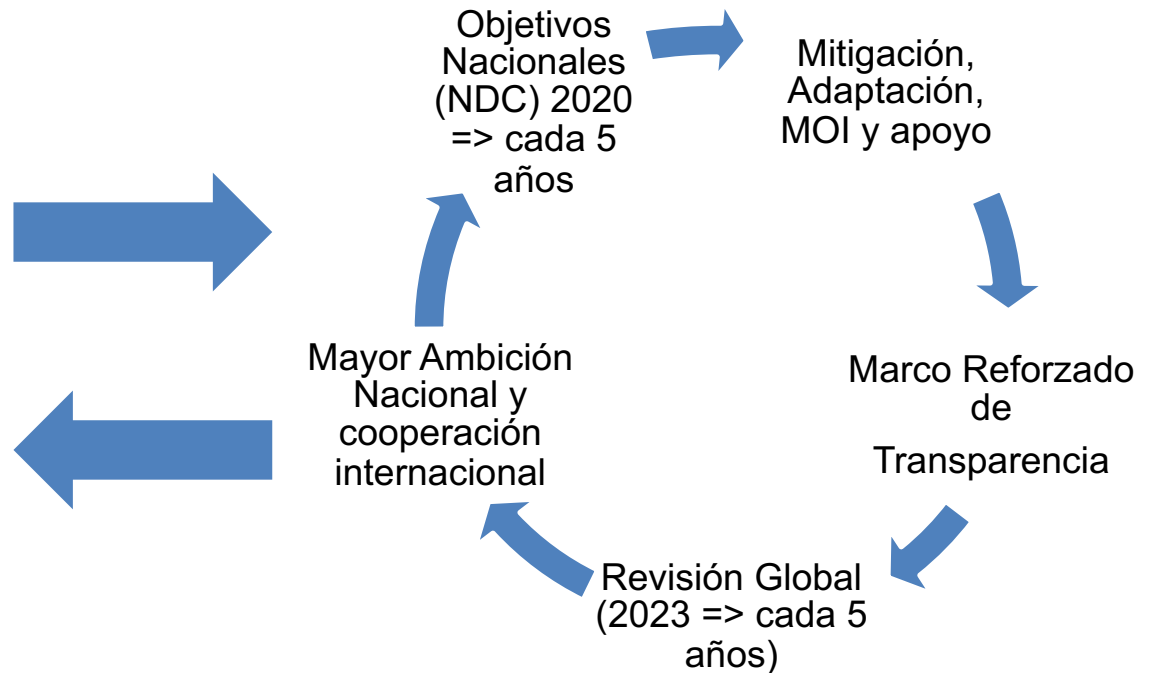 Objetivos
Nacionales
(NDC) 2020
=> cada 5
años
Mitigación,
Adaptación,
MOI y apoyo
Marco Reforzado
de
Transparencia
Revisión Global
(2023 => cada 5
años)
Mayor Ambición
Nacional y
cooperación
internacional